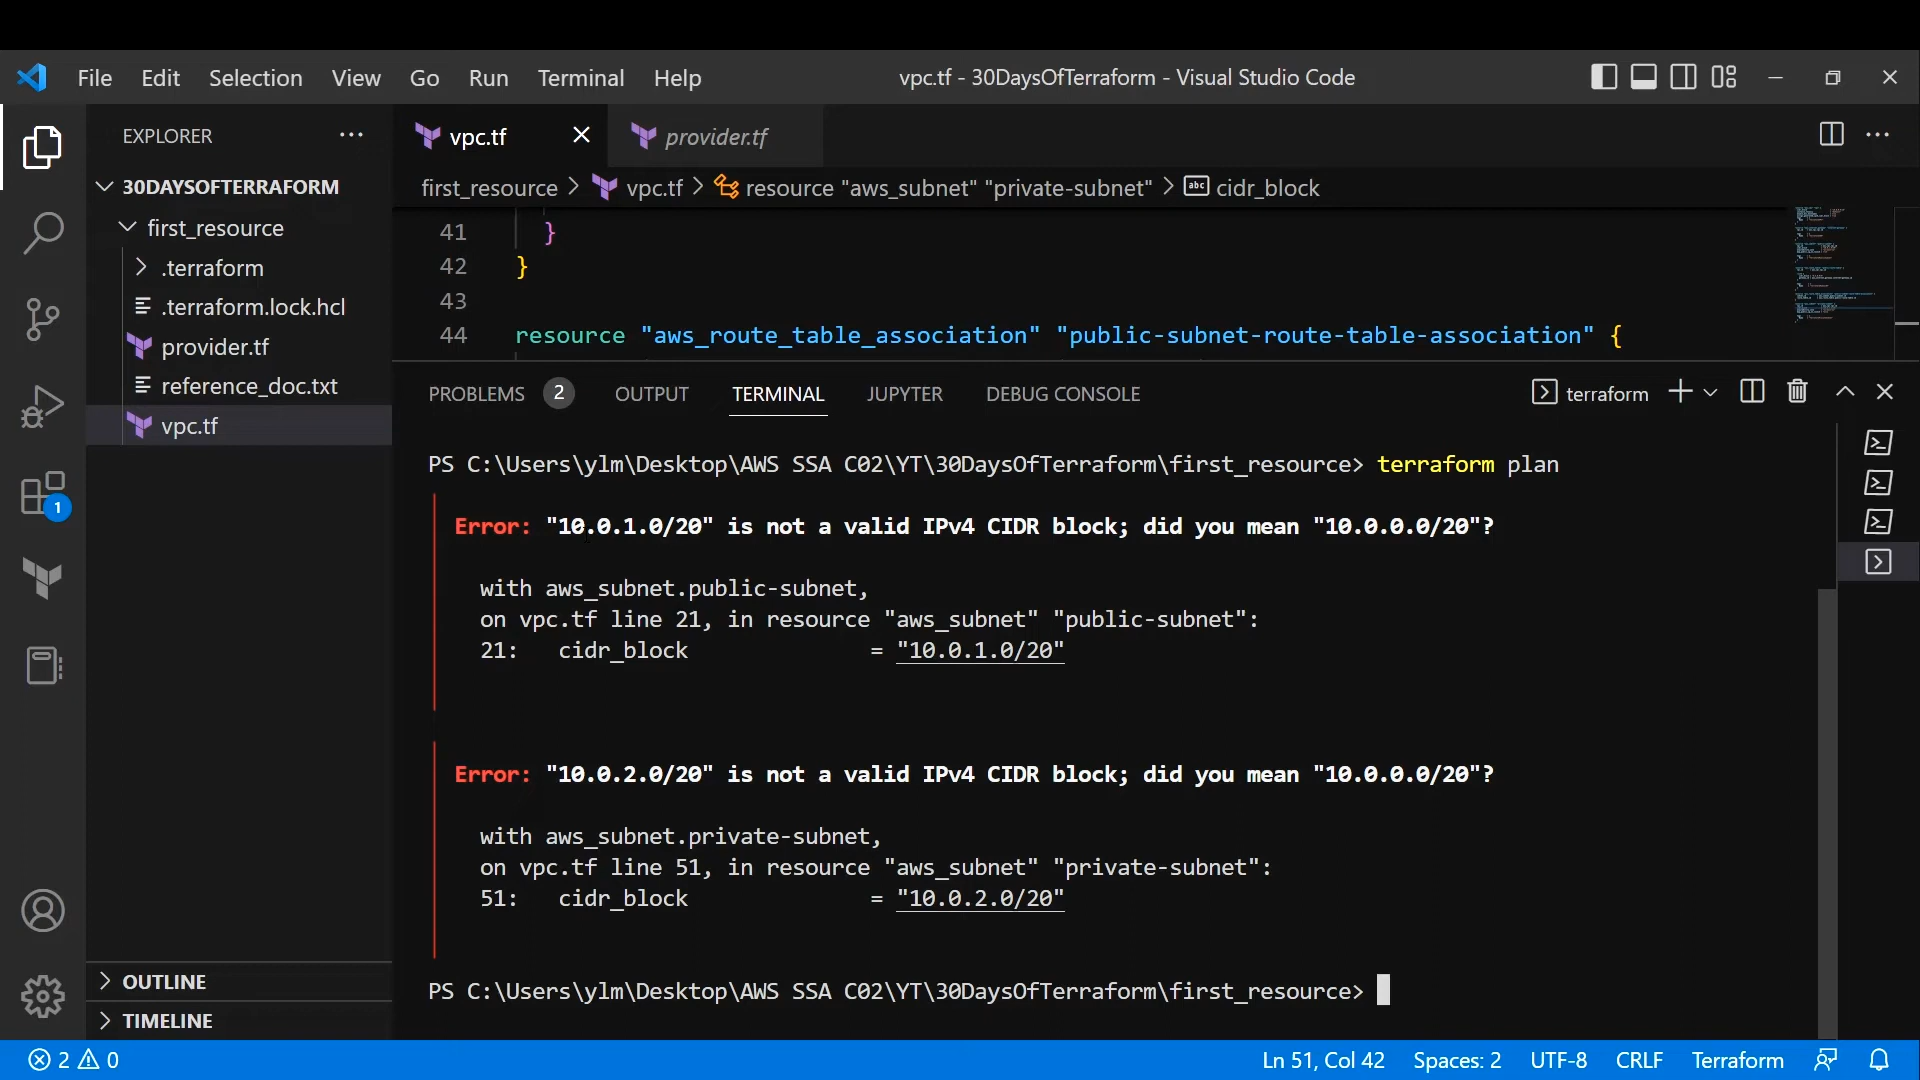 File Edit Selection View Go Run Terminal Help
vpc.tf - 30DaysOfTerraform - Visual Studio Code
EXPLORER
30DAYSOFTERRAFORM
first_resource
.terraform
.terraform.lock.hcl
provider.tf
reference_doc.txt
vpc.tf
OUTLINE
TIMELINE
1
vpc.tf
provider.tf
first_resource > vpc.tf > resource "aws_subnet" "private-subnet" > abc cidr_block
41 }
42 }
43
44 resource "aws_route_table_association" "public-subnet-route-table-association" {
PROBLEMS 2 OUTPUT TERMINAL JUPYTER DEBUG CONSOLE
terraform
PS C:\Users\ylm\Desktop\AWS SSA C02\YT\30DaysOfTerraform\first_resource> terraform plan
Error: "10.0.1.0/20" is not a valid IPv4 CIDR block; did you mean "10.0.0.0/20"?
with aws_subnet.public-subnet,
on vpc.tf line 21, in resource "aws_subnet" "public-subnet":
21: cidr_block = "10.0.1.0/20"
Error: "10.0.2.0/20" is not a valid IPv4 CIDR block; did you mean "10.0.0.0/20"?
with aws_subnet.private-subnet,
on vpc.tf line 51, in resource "aws_subnet" "private-subnet":
51: cidr_block = "10.0.2.0/20"
PS C:\Users\ylm\Desktop\AWS SSA C02\YT\30DaysOfTerraform\first_resource>
2 0
Ln 51, Col 42 Spaces: 2 UTF-8 CRLF Terraform